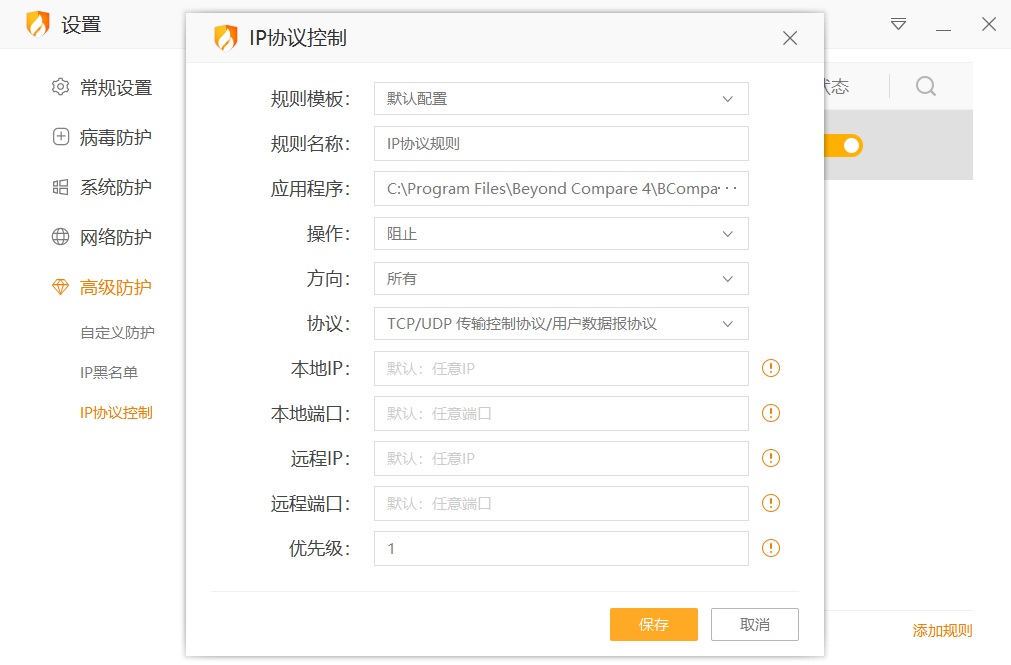 设置
常规设置
病毒防护
系统防护
网络防护
高级防护
自定义防护
IP黑名单
IP协议控制
IP协议控制
规则模板： 默认配置
规则名称： IP协议规则
应用程序： C:\Program Files\Beyond Compare 4\BCompa···
操作： 阻止
方向： 所有
协议： TCP/UDP 传输控制协议/用户数据报协议
本地IP： 默认：任意IP
本地端口： 默认：任意端口
远程IP： 默认：任意IP
远程端口： 默认：任意端口
优先级： 1
保存 取消
态
添加规则